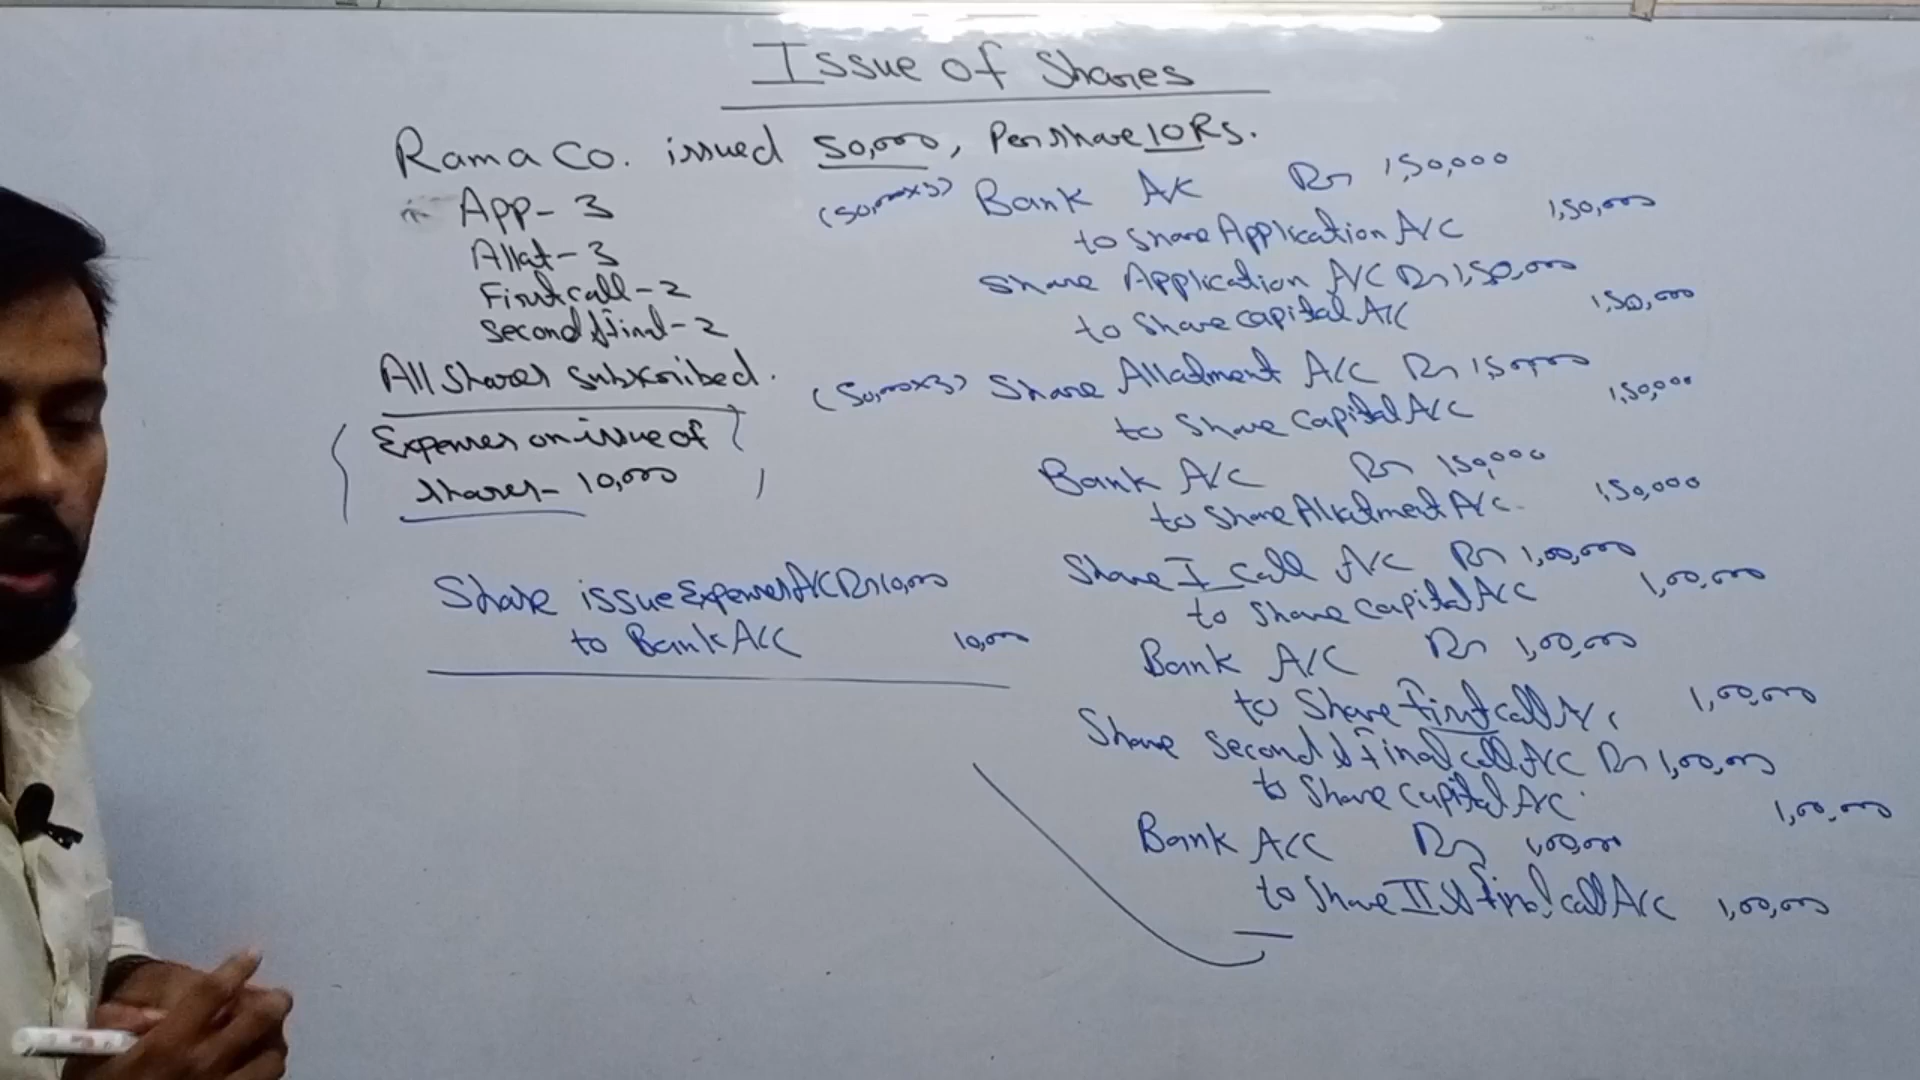 Issue of Shares
Rama Co. issued 50,000, Per share 10 Rs.
App - 3
Allot - 3
First call - 2
Second & Final - 2
All Shares subscribed.
Expenses on issue of
shares - 10,000
Share issue Expenses A/C Dr 10,000
to Bank A/C 10,000
(50,000x3) Bank A/C Dr 1,50,000
to Share Application A/C 1,50,000
Share Application A/C Dr 1,50,000
to Share capital A/C 1,50,000
(50,000x3) Share Allotment A/C Dr 1,50,000
to Share Capital A/C 1,50,000
Bank A/C Dr 1,50,000
to Share Allotment A/C 1,50,000
Share I Call A/C Dr 1,00,000
to Share Capital A/C 1,00,000
Bank A/C Dr 1,00,000
to Share First call A/c 1,00,000
Share Second & Final call A/C Dr 1,00,000
to Share Capital A/C 1,00,000
Bank A/C Dr 1,00,000
to Share II & final call A/C 1,00,000